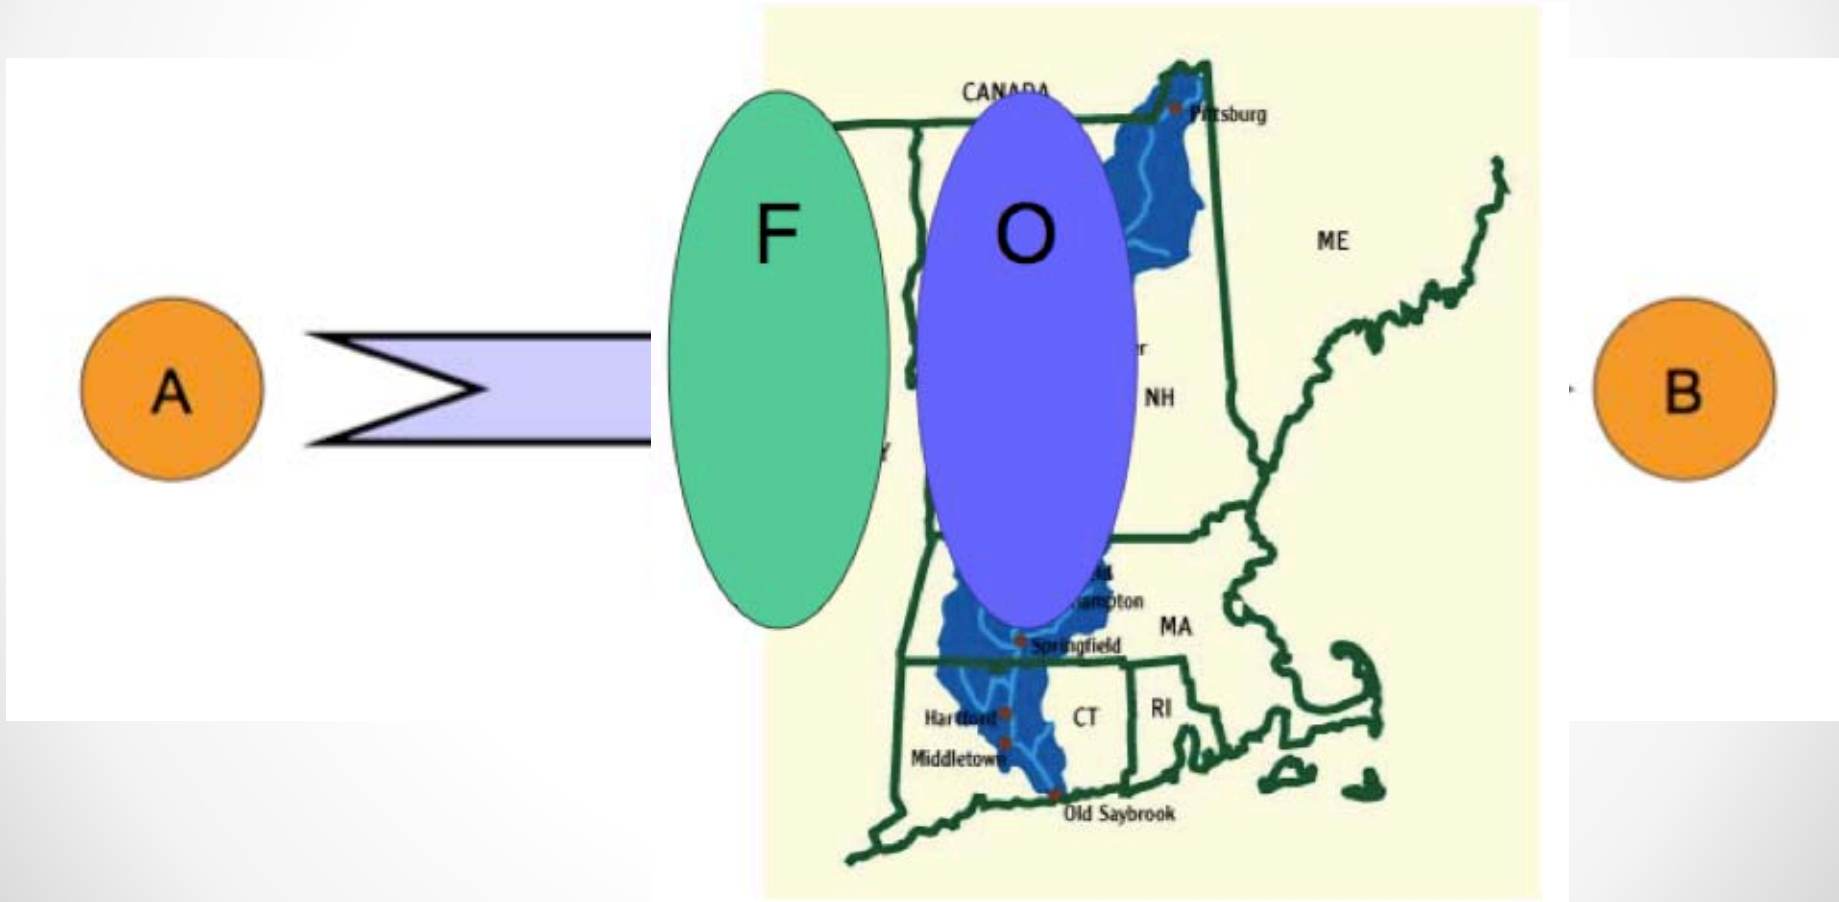 CANADA
Pittsburg
F
O
ME
A
B
NH
MA
Springfield
Hartford
CT
RI
Middletown
Old Saybrook